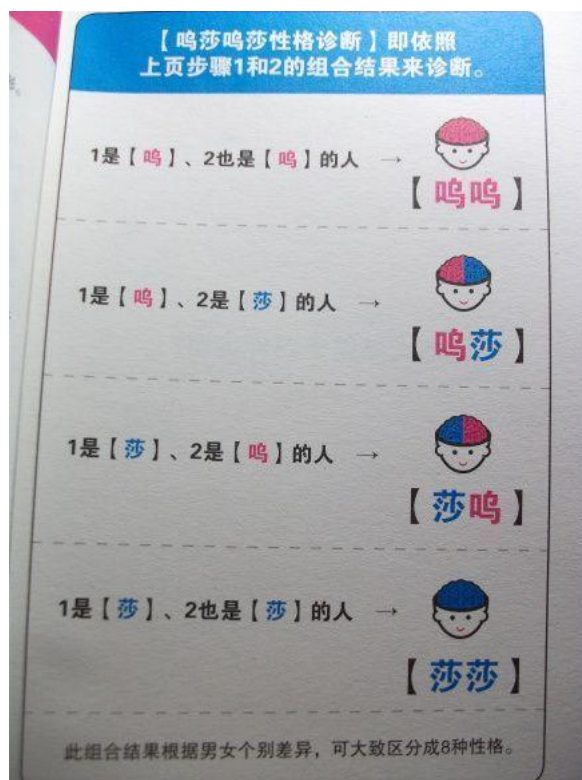 【呜莎呜莎性格诊断】即依照
上页步骤1和2的组合结果来诊断。
1是【呜】、2也是【呜】的人 →
【呜呜】
1是【呜】、2是【莎】的人 →
【呜莎】
1是【莎】、2是【呜】的人 →
【莎呜】
1是【莎】、2也是【莎】的人 →
【莎莎】
此组合结果根据男女个别差异，可大致区分成8种性格。